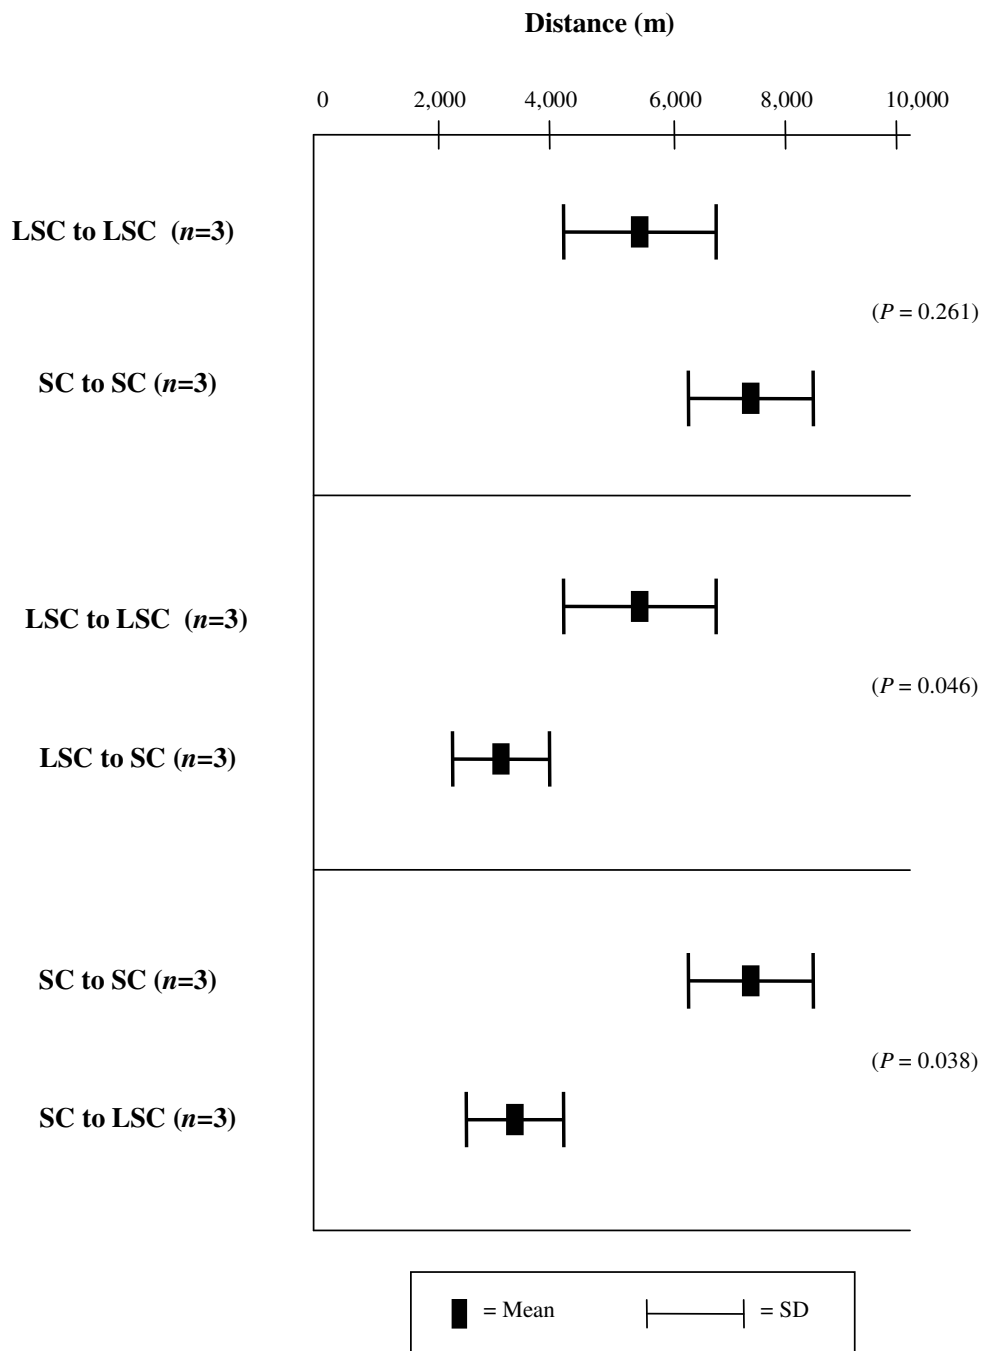 Distance (m)
0 2,000 4,000 6,000 8,000 10,000
LSC to LSC (n=3)
(P = 0.261)
SC to SC (n=3)
LSC to LSC (n=3)
(P = 0.046)
LSC to SC (n=3)
SC to SC (n=3)
(P = 0.038)
SC to LSC (n=3)
= Mean = SD